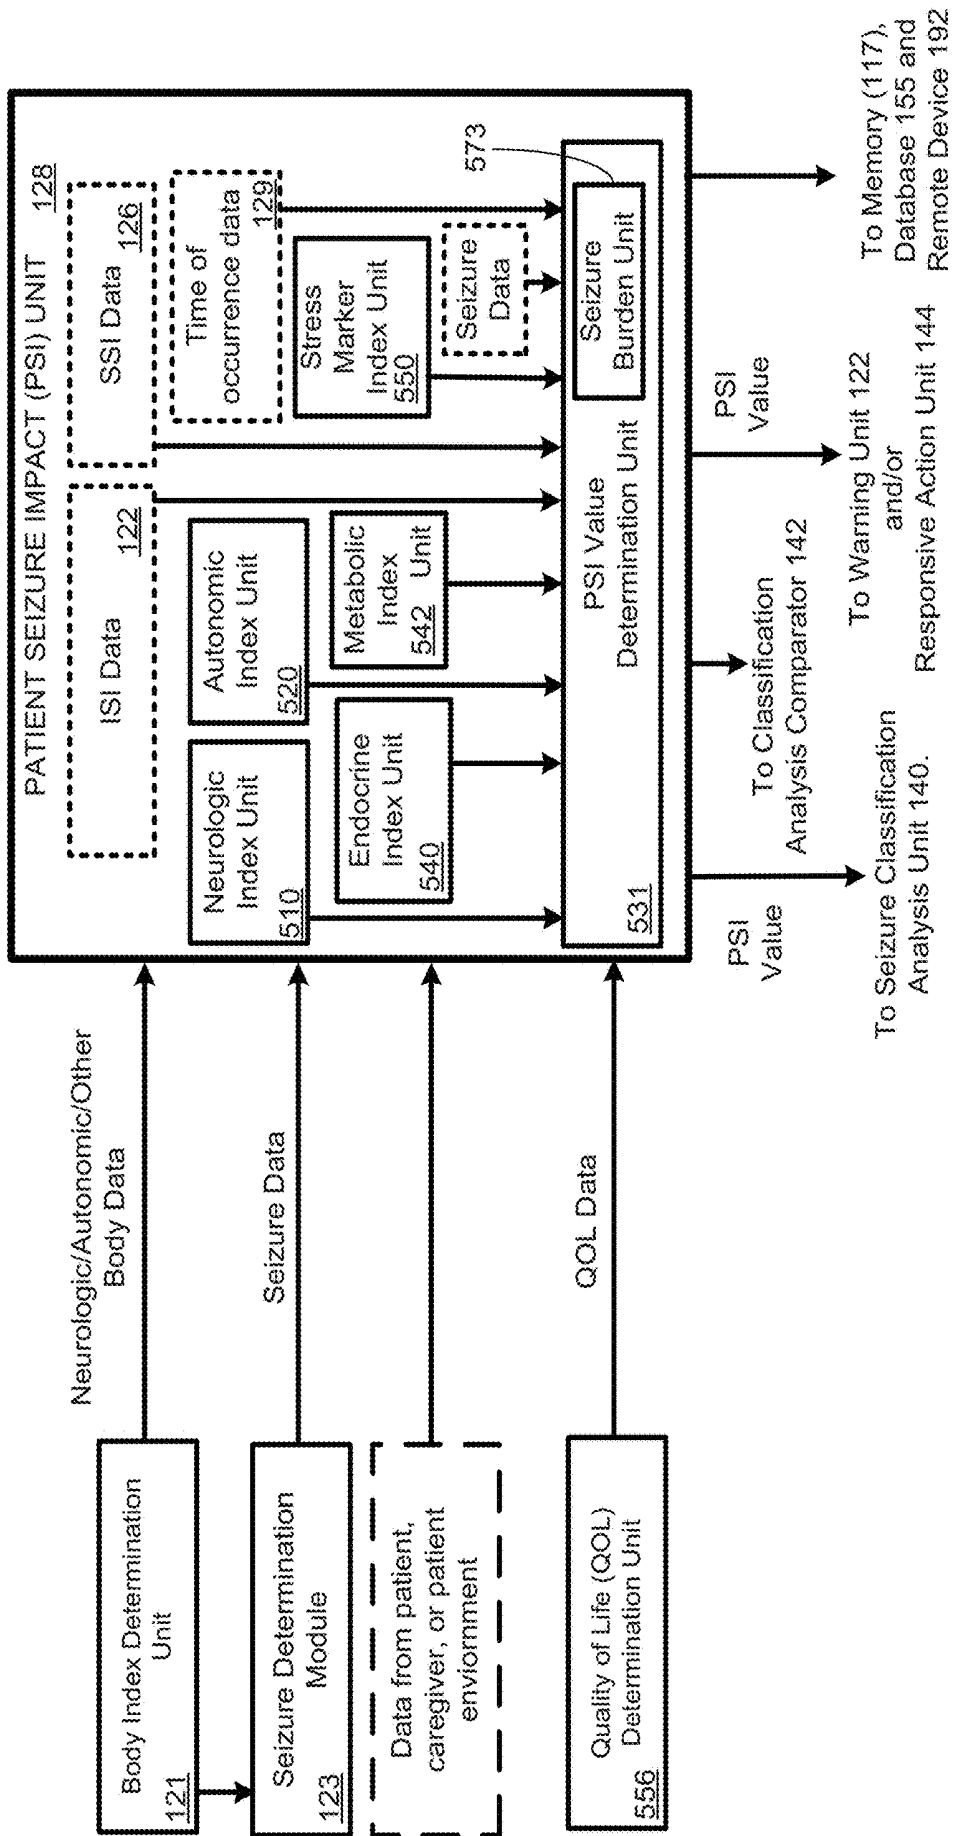 PATIENT SEIZURE IMPACT (PSI) UNIT
128
ISI Data
122
SSI Data
126
Time of
occurrence data
129
Neurologic
Index Unit
510
Autonomic
Index Unit
520
Stress
Marker
Index Unit
550
Endocrine
Index Unit
540
Metabolic
Index
Unit
542
Seizure
Data
PSI Value
Determination Unit
531
Seizure
Burden Unit
573
Body Index Determination
Unit
121
Neurologic/Autonomic/Other
Body Data
Seizure Determination
Module
123
Seizure Data
Data from patient,
caregiver, or patient
enviornment
Quality of Life (QOL)
Determination Unit
556
QOL Data
PSI
Value
To Seizure Classification
Analysis Unit 140.
To Classification
Analysis Comparator 142
PSI
Value
To Warning Unit 122
and/or
Responsive Action Unit 144
To Memory (117),
Database 155 and
Remote Device 192